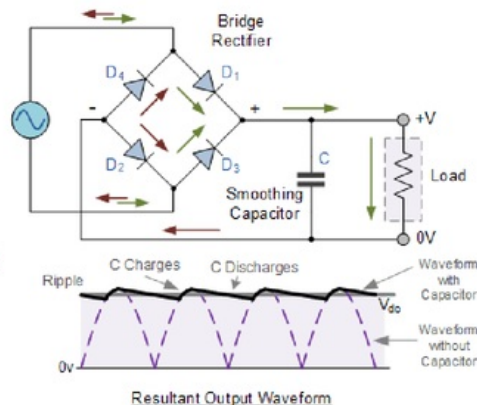 Bridge
Rectifier
D4
D1
-
+
D2
D3
C
Smoothing
Capacitor
+V
Load
0V
Ripple
C Charges
C Discharges
Waveform
with
Capacitor
Vdc
Waveform
without
Capacitor
0v
Resultant Output Waveform